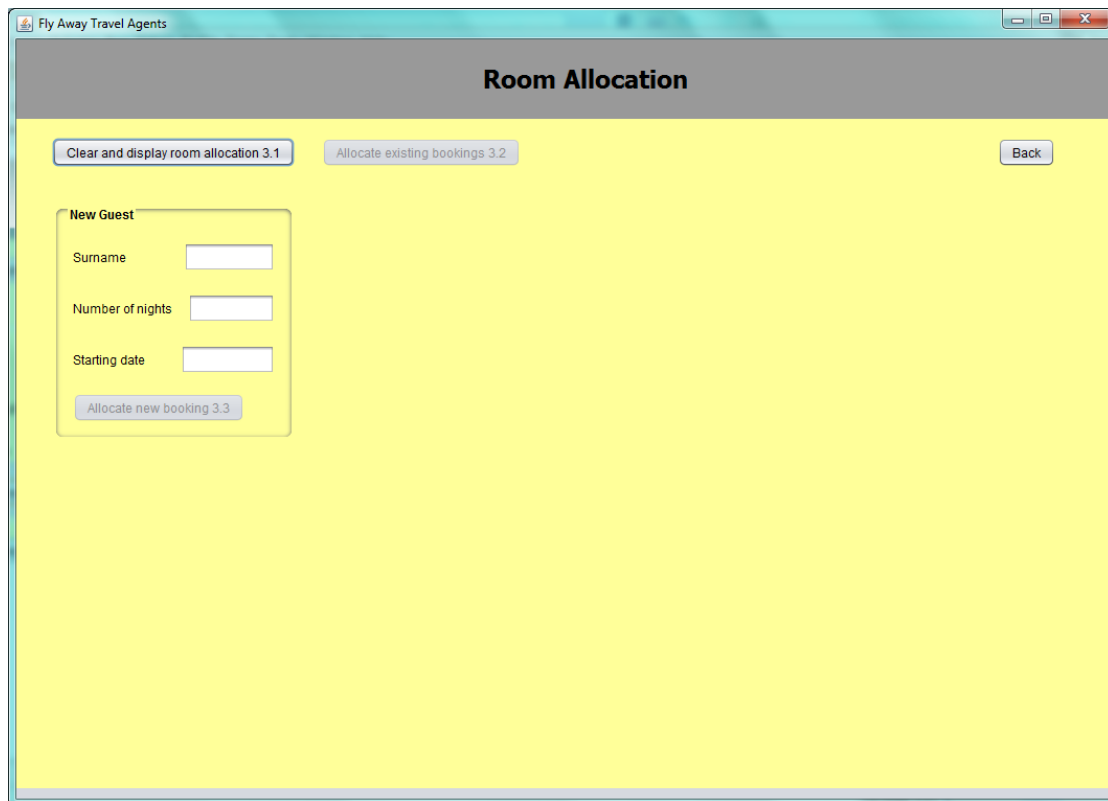 Fly Away Travel Agents
Room Allocation
Clear and display room allocation 3.1
Allocate existing bookings 3.2
Back
New Guest
Surname
Number of nights
Starting date
Allocate new booking 3.3